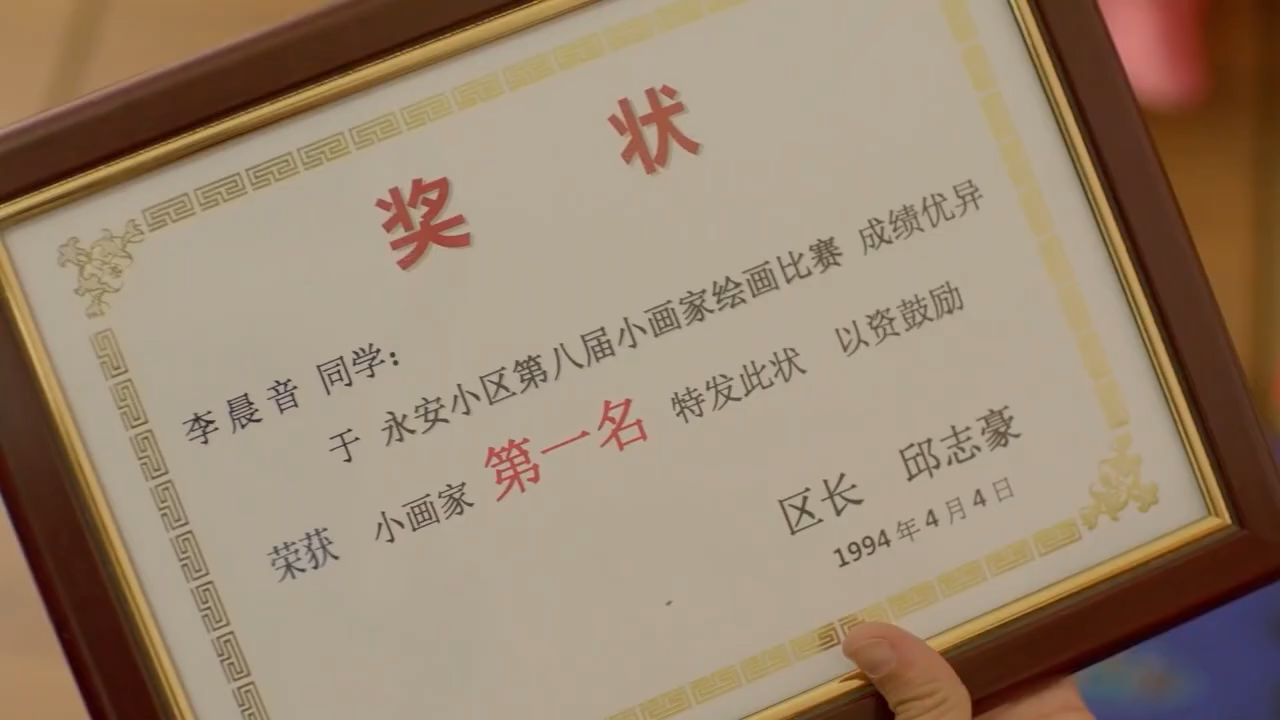 奖 状
李晨音 同学：
于 永安小区第八届小画家绘画比赛 成绩优异
荣获 小画家 第一名 特发此状 以资鼓励
区长 邱志豪
1994年4月4日